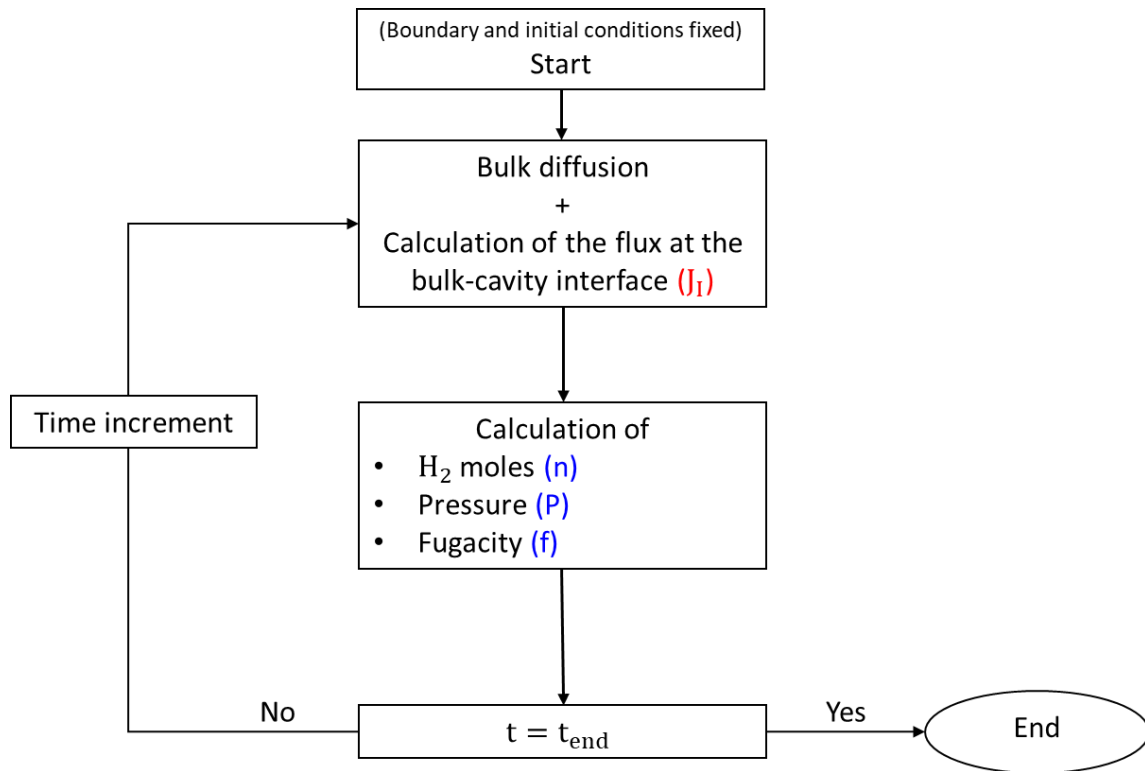 (Boundary and initial conditions fixed)
Start
Bulk diffusion
+
Calculation of the flux at the
bulk-cavity interface (J_I)
Time increment
Calculation of
• H₂ moles (n)
• Pressure (P)
• Fugacity (f)
No
t = t_end
Yes
End